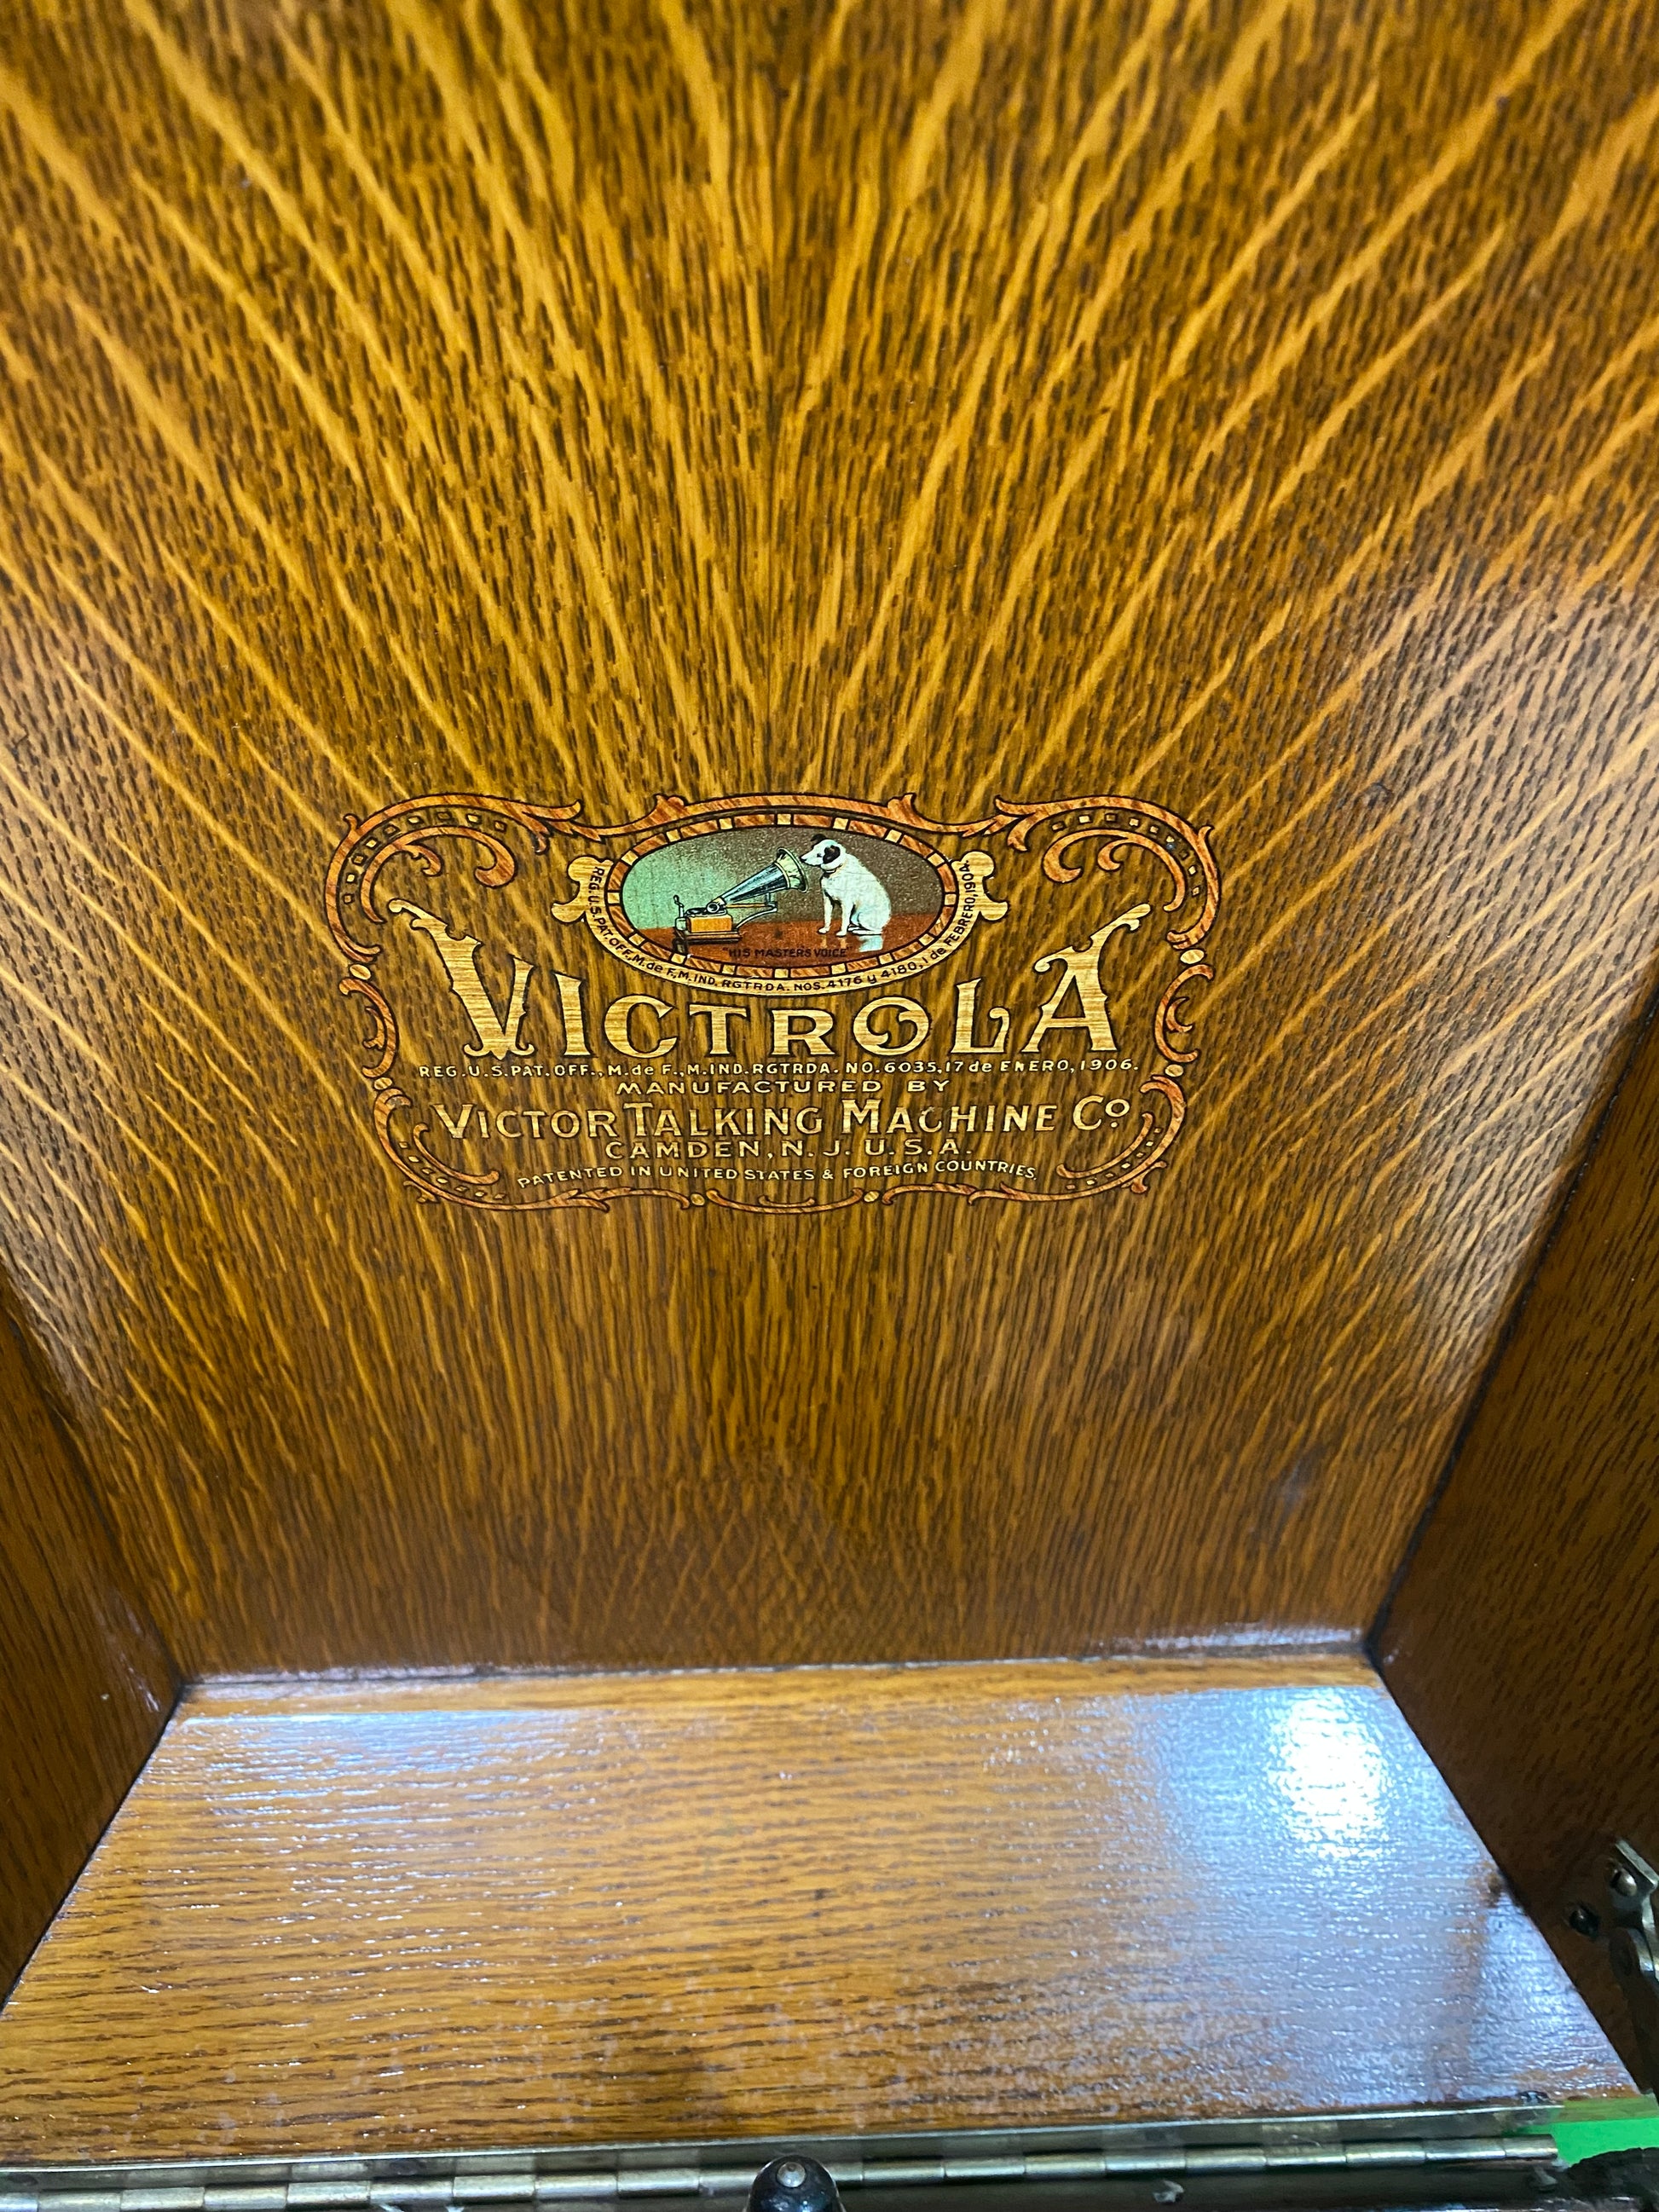 "HIS MASTER'S VOICE"
REG. U.S. PAT. OFF., M. de F., M. IND. RGTRDA. NOS. 4176 y 4180, 1 de FEBRERO, 1904.
VICTROLA
REG. U.S. PAT. OFF., M. de F., M. IND. RGTRDA. NO. 6035, 17 de ENERO, 1906.
MANUFACTURED BY
VICTOR TALKING MACHINE Co.
CAMDEN, N. J. U. S. A.
PATENTED IN UNITED STATES & FOREIGN COUNTRIES.